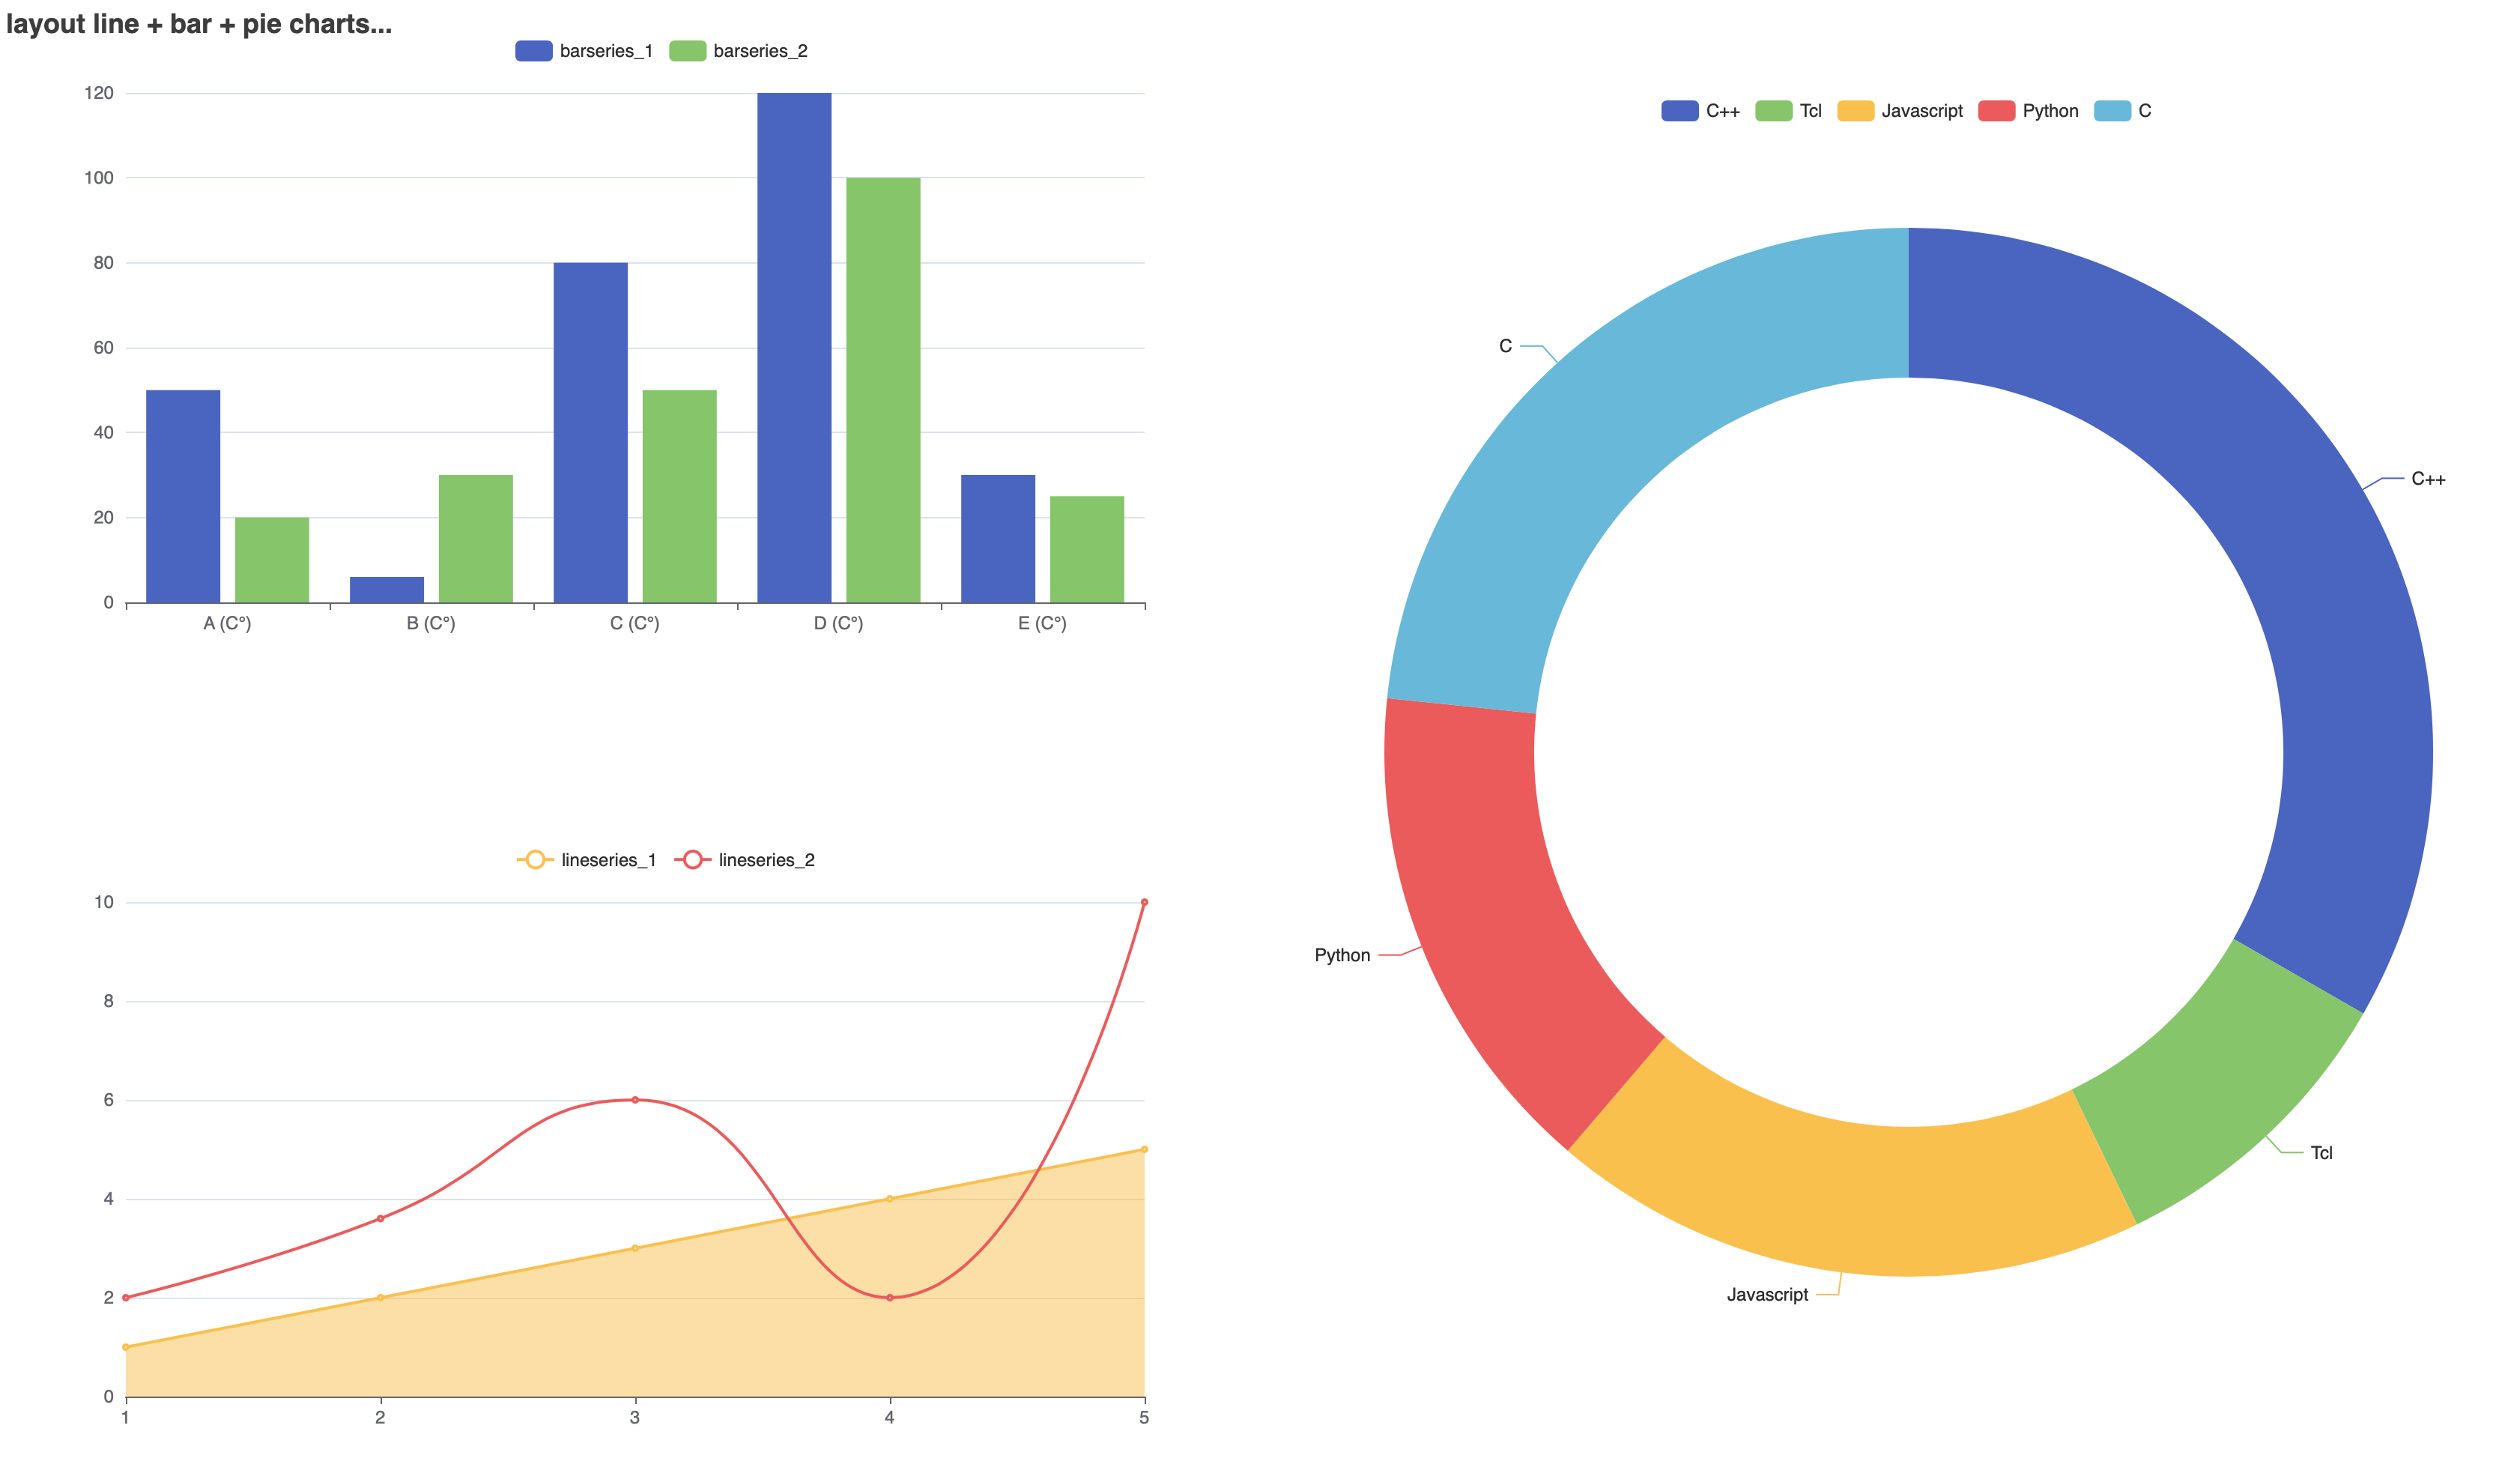 layout line + bar + pie charts...
barseries_1 barseries_2
120
100
80
60
40
20
0
A (C°) B (C°) C (C°) D (C°) E (C°)
lineseries_1 lineseries_2
10
8
6
4
2
0
1 2 3 4 5
C++ Tcl Javascript Python C
C
C++
Python
Tcl
Javascript